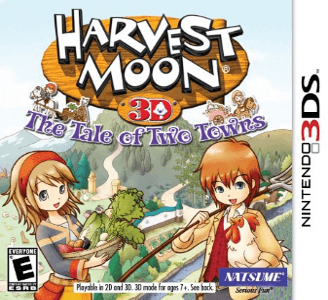 HARVEST
MOON
3D
The Tale of Two Towns
NINTENDO 3DS
EVERYONE
E
ESRB
Playable in 2D and 3D. 3D mode for ages 7+. See back.
NATSUME
Serious Fun